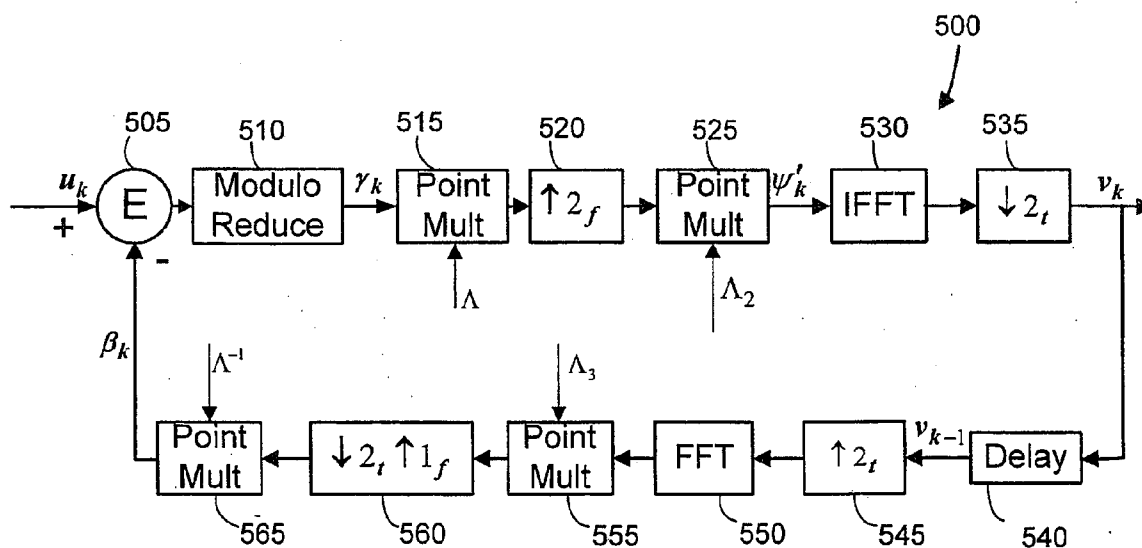 500
505 510 515 520 525 530 535
u_k + E - Modulo Reduce γ_k Point Mult ↑2_f Point Mult ψ'_k IFFT ↓2_t v_k
Λ Λ_2
β_k Λ^{-1} Λ_3
Point Mult ↓2_t ↑1_f Point Mult FFT ↑2_t v_{k-1} Delay
565 560 555 550 545 540